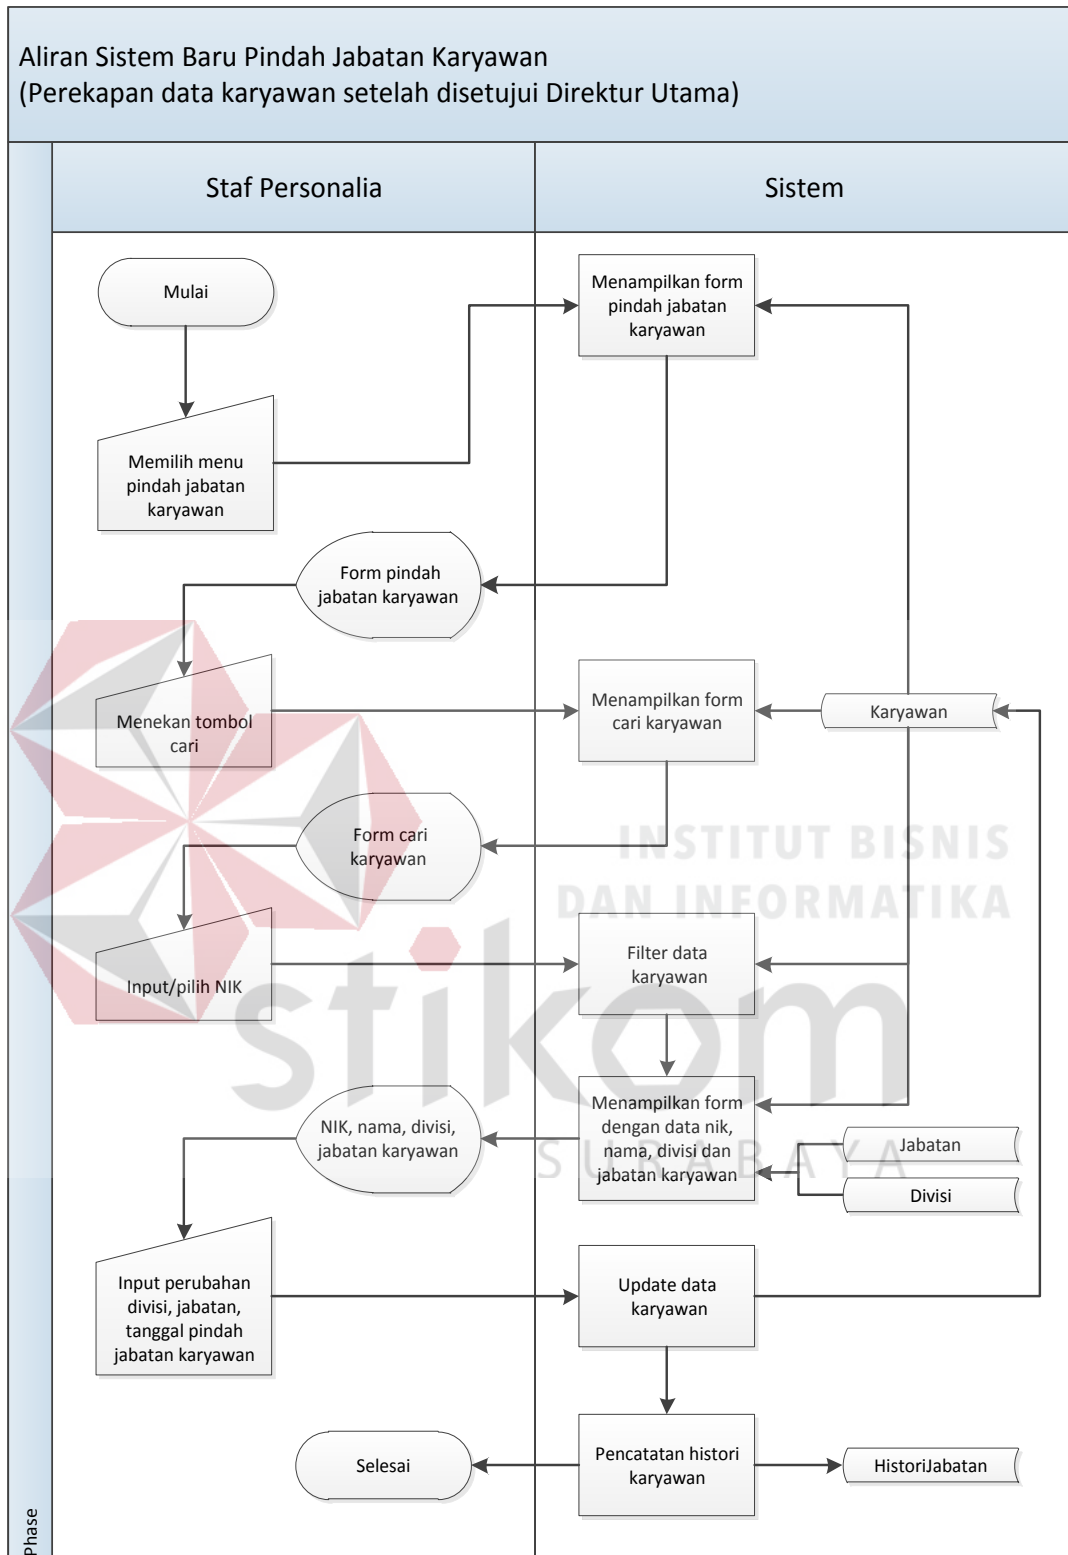 Aliran Sistem Baru Pindah Jabatan Karyawan
(Perekapan data karyawan setelah disetujui Direktur Utama)
Staf Personalia
Sistem
Mulai
Menampilkan form
pindah jabatan
karyawan
Memilih menu
pindah jabatan
karyawan
Form pindah
jabatan karyawan
Menekan tombol
cari
Menampilkan form
cari karyawan
Karyawan
Form cari
karyawan
INSTITUT BISNIS
DAN INFORMATIKA
Input/pilih NIK
Filter data
karyawan
stikom
SURABAYA
NIK, nama, divisi,
jabatan karyawan
Menampilkan form
dengan data nik,
nama, divisi dan
jabatan karyawan
Jabatan
Divisi
Input perubahan
divisi, jabatan,
tanggal pindah
jabatan karyawan
Update data
karyawan
Selesai
Pencatatan histori
karyawan
HistoriJabatan
Phase